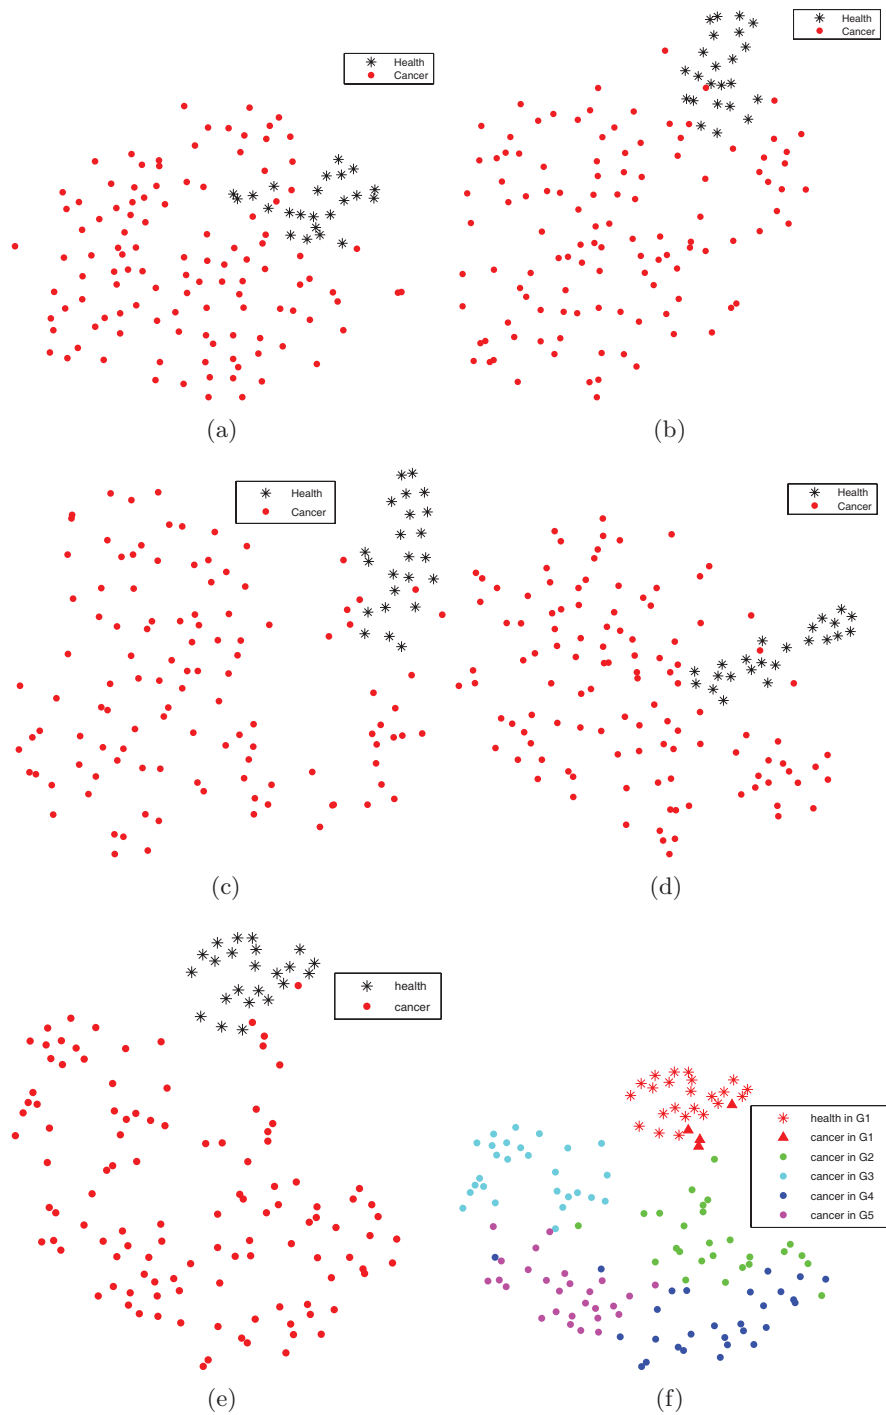 Health
Cancer
(a)
Health
Cancer
(b)
Health
Cancer
(c)
Health
Cancer
(d)
health
cancer
(e)
health in G1
cancer in G1
cancer in G2
cancer in G3
cancer in G4
cancer in G5
(f)